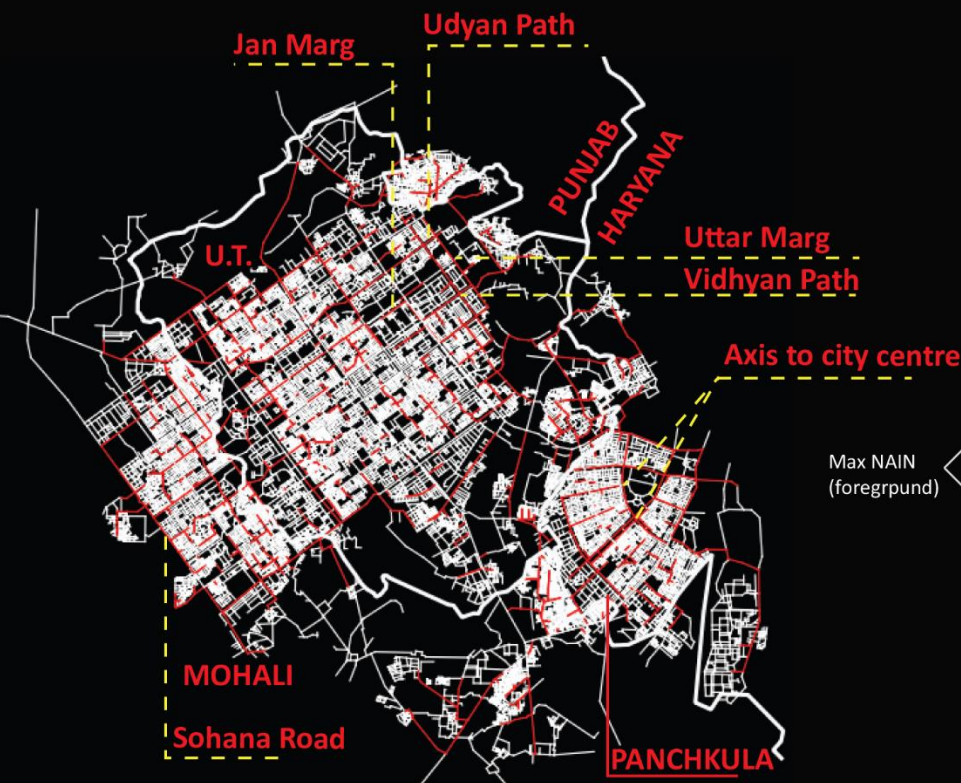 Udyan Path
Jan Marg
PUNJAB
HARYANA
Uttar Marg
U.T.
Vidhyan Path
Axis to city centre
Max NAIN
(foregrpund)
MOHALI
Sohana Road
PANCHKULA